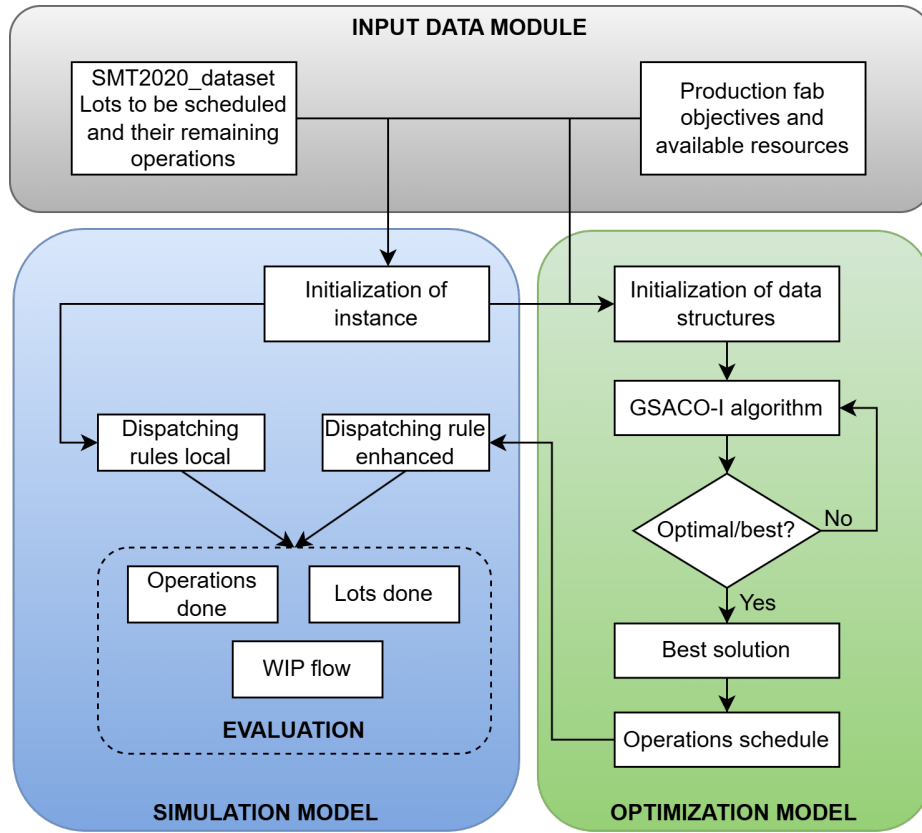 INPUT DATA MODULE
SMT2020_dataset
Lots to be scheduled
and their remaining
operations
Production fab
objectives and
available resources
Initialization of
instance
Initialization of data
structures
GSACO-I algorithm
Dispatching
rules local
Dispatching rule
enhanced
Optimal/best?
No
Yes
Operations
done
Lots done
WIP flow
EVALUATION
Best solution
Operations schedule
SIMULATION MODEL
OPTIMIZATION MODEL